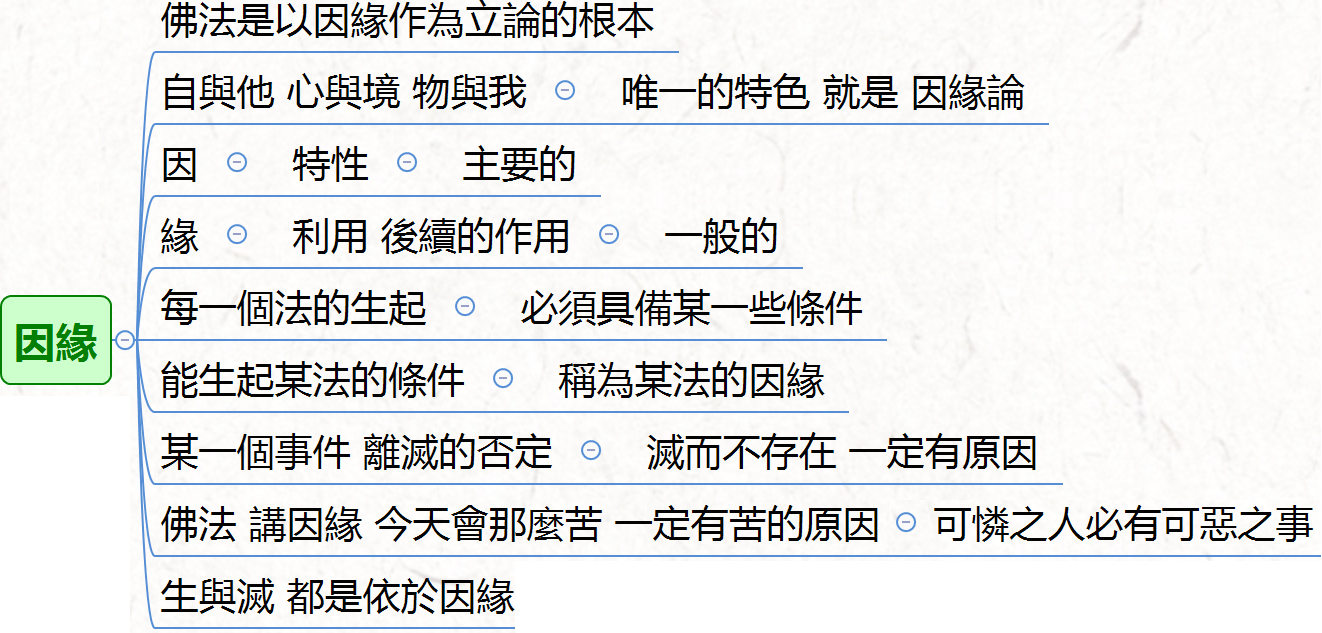 佛法是以因緣作為立論的根本
自與他 心與境 物與我 唯一的特色 就是 因緣論
因 特性 主要的
緣 利用 後續的作用 一般的
每一個法的生起 必須具備某一些條件
因緣
能生起某法的條件 稱為某法的因緣
某一個事件 離滅的否定 滅而不存在 一定有原因
佛法 講因緣 今天會那麼苦 一定有苦的原因 可憐之人必有可惡之事
生與滅 都是依於因緣